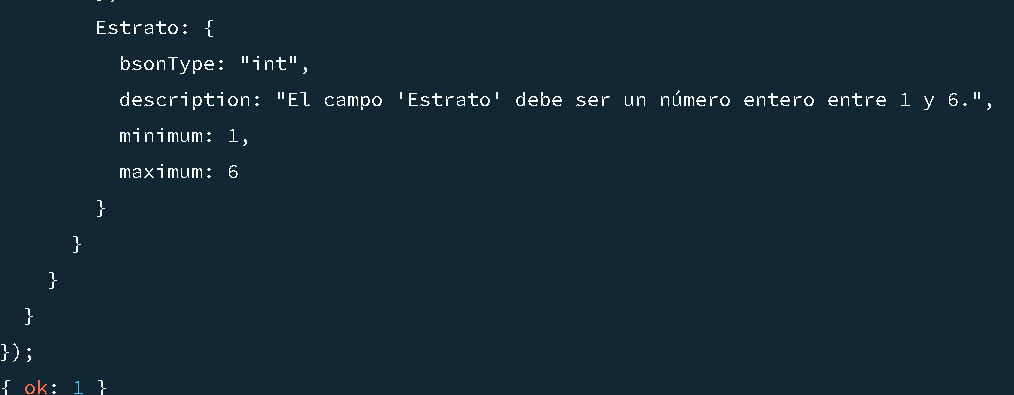 Estrato: {
bsonType: "int",
description: "El campo 'Estrato' debe ser un número entero entre 1 y 6.",
minimum: 1,
maximum: 6
}
}
}
}
});
{ ok: 1 }